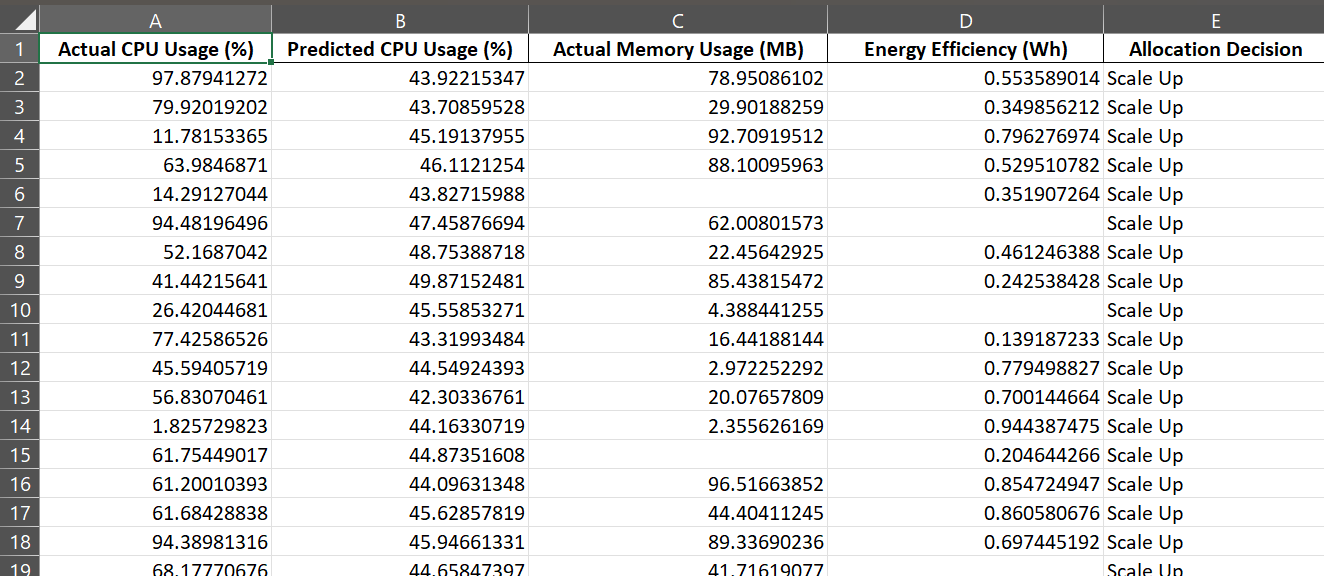 A B C D E
1 Actual CPU Usage (%) Predicted CPU Usage (%) Actual Memory Usage (MB) Energy Efficiency (Wh) Allocation Decision
2 97.87941272 43.92215347 78.95086102 0.553589014 Scale Up
3 79.92019202 43.70859528 29.90188259 0.349856212 Scale Up
4 11.78153365 45.19137955 92.70919512 0.796276974 Scale Up
5 63.9846871 46.1121254 88.10095963 0.529510782 Scale Up
6 14.29127044 43.82715988 0.351907264 Scale Up
7 94.48196496 47.45876694 62.00801573 Scale Up
8 52.1687042 48.75388718 22.45642925 0.461246388 Scale Up
9 41.44215641 49.87152481 85.43815472 0.242538428 Scale Up
10 26.42044681 45.55853271 4.388441255 Scale Up
11 77.42586526 43.31993484 16.44188144 0.139187233 Scale Up
12 45.59405719 44.54924393 2.972252292 0.779498827 Scale Up
13 56.83070461 42.30336761 20.07657809 0.700144664 Scale Up
14 1.825729823 44.16330719 2.355626169 0.944387475 Scale Up
15 61.75449017 44.87351608 0.204644266 Scale Up
16 61.20010393 44.09631348 96.51663852 0.854724947 Scale Up
17 61.68428838 45.62857819 44.40411245 0.860580676 Scale Up
18 94.38981316 45.94661331 89.33690236 0.697445192 Scale Up
19 68.17770676 44.65847397 41.71619077 Scale Up